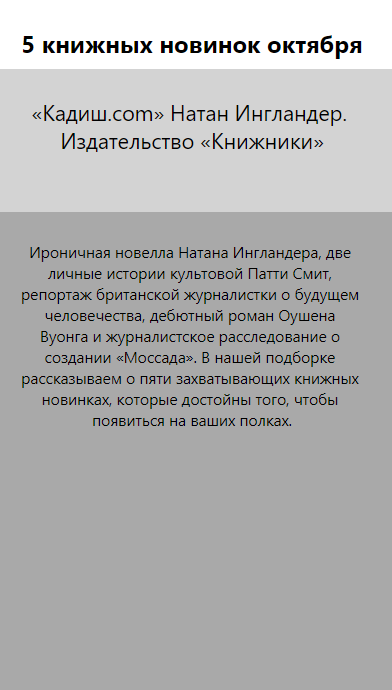 5 книжных новинок октября
«Кадиш.com» Натан Ингландер.
Издательство «Книжники»
Ироничная новелла Натана Ингландера, две
личные истории культовой Патти Смит,
репортаж британской журналистки о будущем
человечества, дебютный роман Оушена
Вуонга и журналистское расследование о
создании «Моссада». В нашей подборке
рассказываем о пяти захватывающих книжных
новинках, которые достойны того, чтобы
появиться на ваших полках.